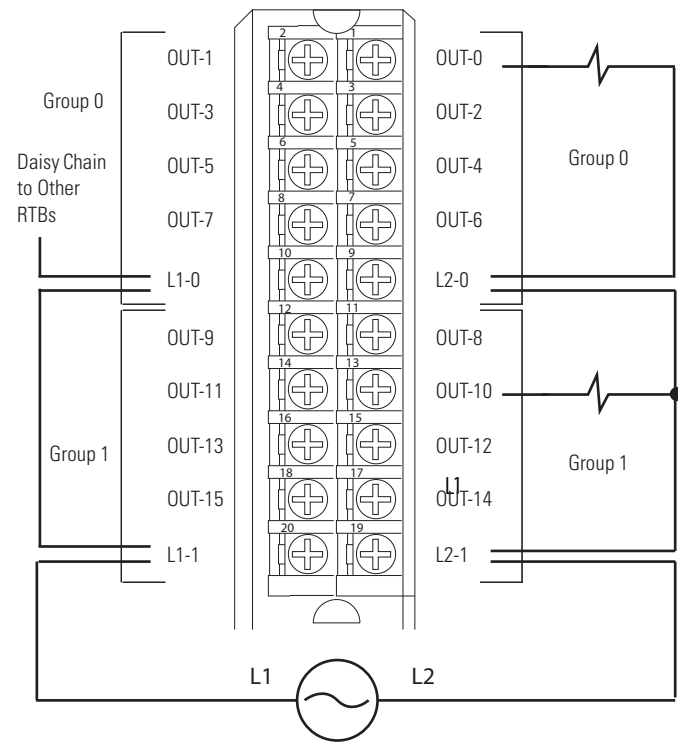 2 1
OUT-1 OUT-0
4 3
Group 0
OUT-3 OUT-2
6 5
Daisy Chain
to Other
RTBs
OUT-5 OUT-4
Group 0
8 7
OUT-7 OUT-6
10 9
L1-0 L2-0
12 11
OUT-9 OUT-8
14 13
OUT-11 OUT-10
16 15
Group 1
OUT-13 OUT-12
Group 1
18 17
L1
OUT-15 OUT-14
20 19
L1-1 L2-1
L1 L2